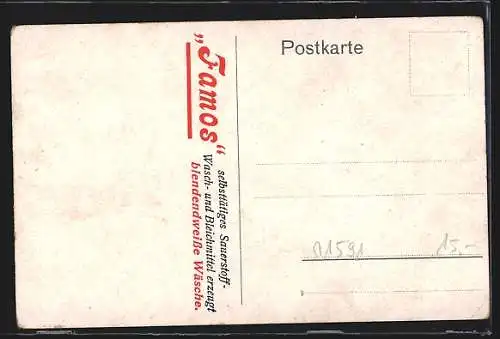 „Famos“
selbsttätiges Sauerstoff-
Wasch- und Bleichmittel erzeugt
blendendweiße Wäsche.
Postkarte
15.-